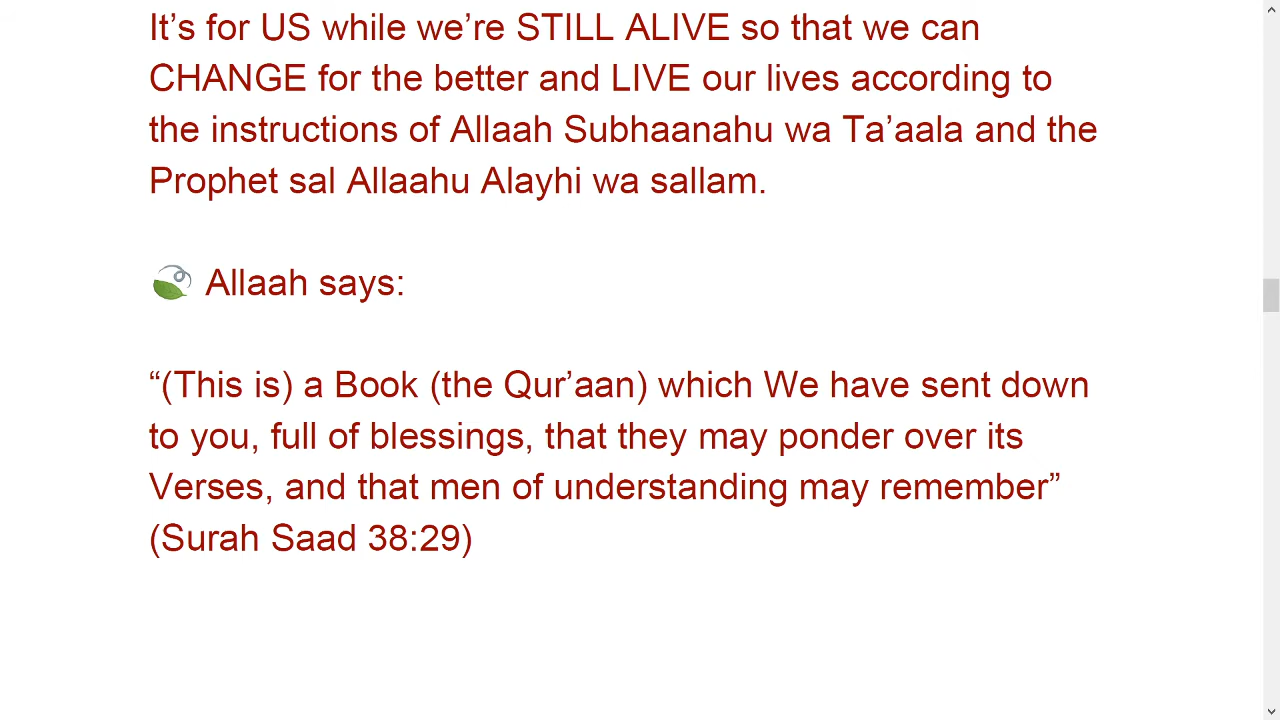 It’s for US while we’re STILL ALIVE so that we can
CHANGE for the better and LIVE our lives according to
the instructions of Allaah Subhaanahu wa Ta’aala and the
Prophet sal Allaahu Alayhi wa sallam.
🍃 Allaah says:
“(This is) a Book (the Qur’aan) which We have sent down
to you, full of blessings, that they may ponder over its
Verses, and that men of understanding may remember”
(Surah Saad 38:29)